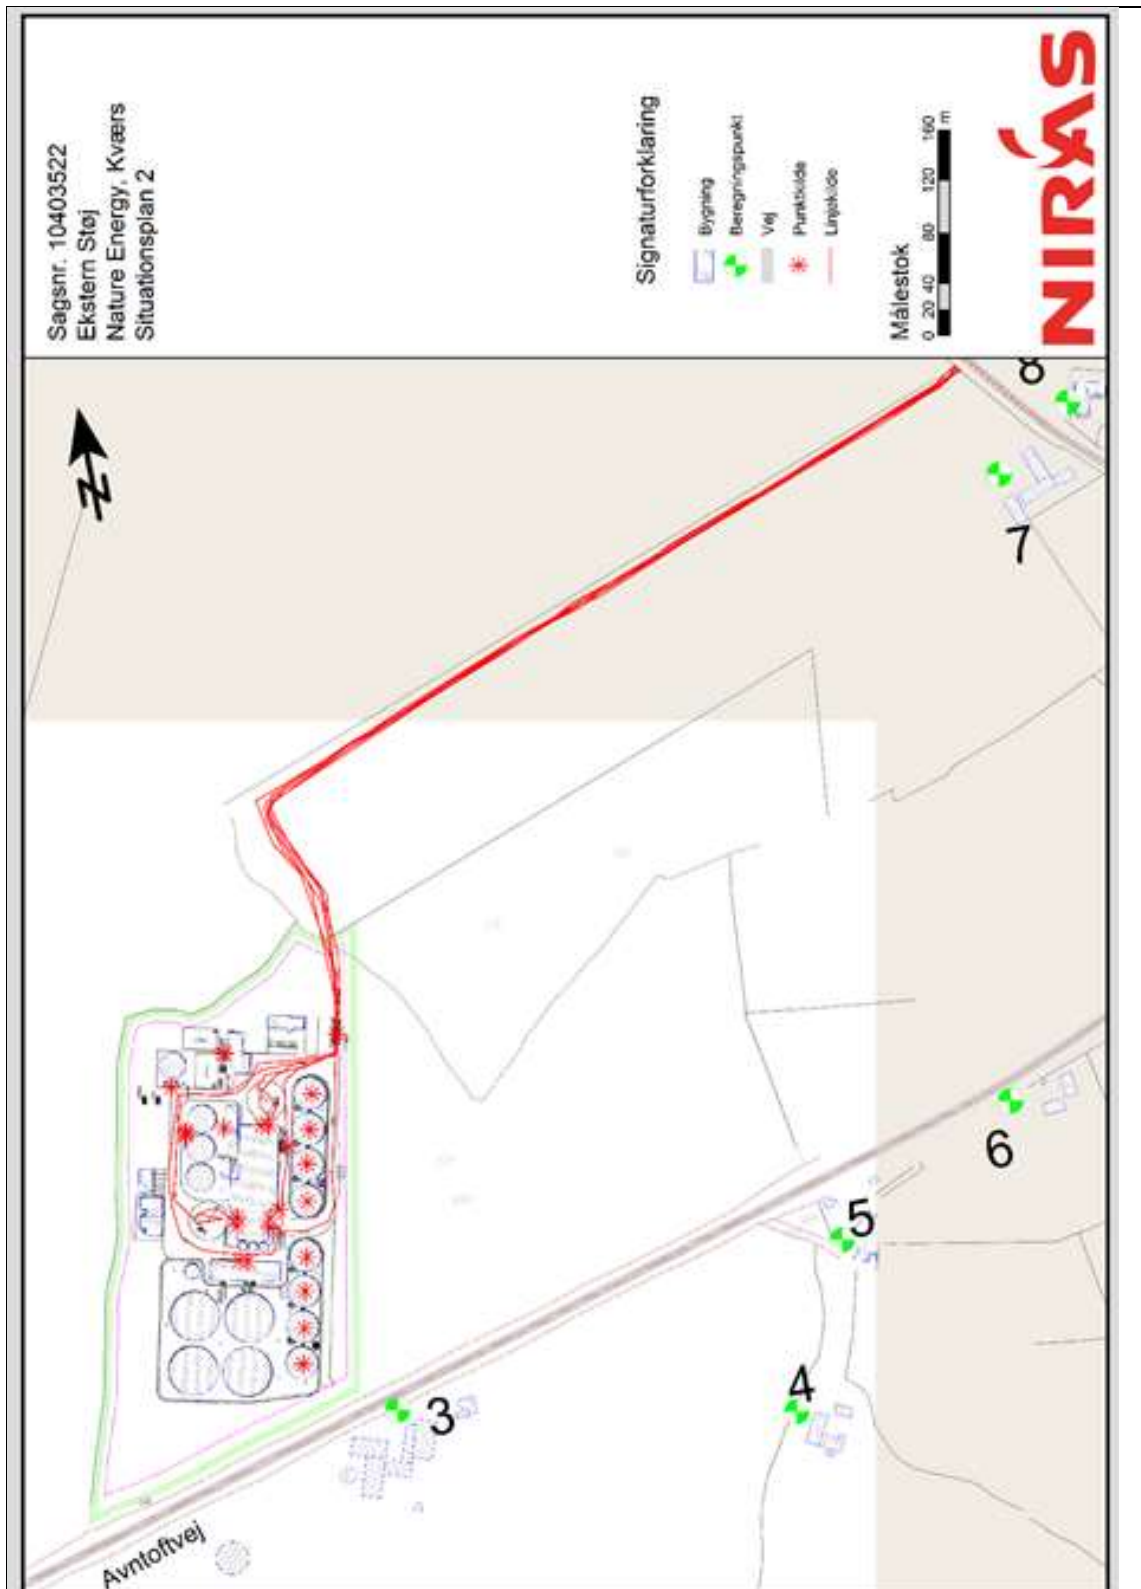 Sagsnr. 10403522
Ekstern Støj
Nature Energy, Kværs
Situationsplan 2
Signaturforklaring
Bygning
Beregningspunkt
Vej
Punktkilde
Linjekilde
Målestok
0 20 40 80 120 160
m
NIRÁS
N
8
7
6
5
4
3
Avntoftvej